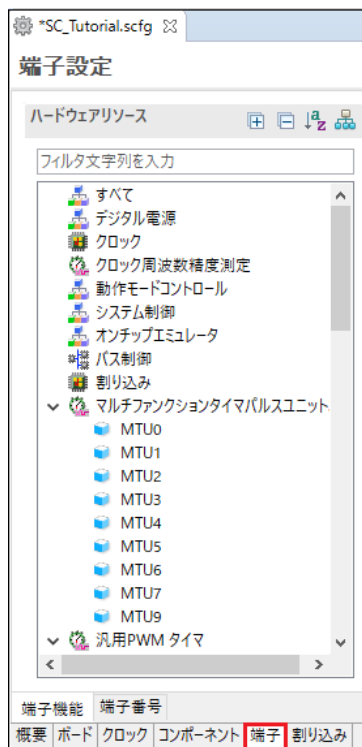 *SC_Tutorial.scfg
端子設定
ハードウェアリソース
フィルタ文字列を入力
すべて
デジタル電源
クロック
クロック周波数精度測定
動作モードコントロール
システム制御
オンチップエミュレータ
バス制御
割り込み
マルチファンクションタイマパルスユニット
MTU0
MTU1
MTU2
MTU3
MTU4
MTU5
MTU6
MTU7
MTU9
汎用PWM タイマ
端子機能 端子番号
概要 ボード クロック コンポーネント 端子 割り込み